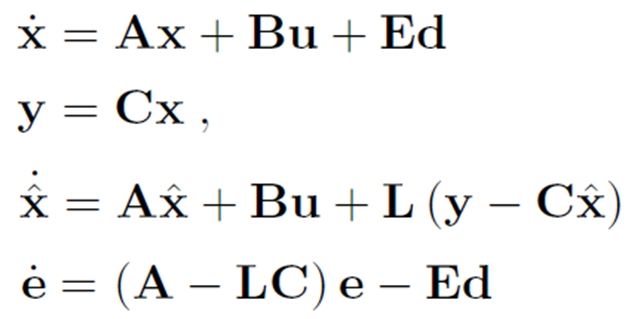 ẋ = Ax + Bu + Ed
y = Cx ,
x̂̇ = Ax̂ + Bu + L (y − Cx̂)
ė = (A − LC) e − Ed